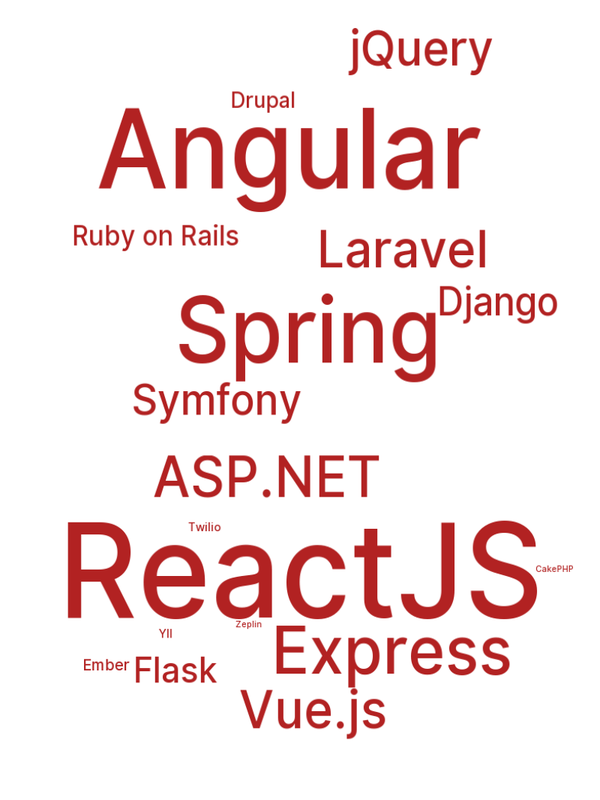 jQuery
Drupal
Angular
Ruby on Rails
Laravel
Django
Spring
Symfony
ASP.NET
Twilio
ReactJS
CakePHP
Zeplin
YII
Express
Ember
Flask
Vue.js